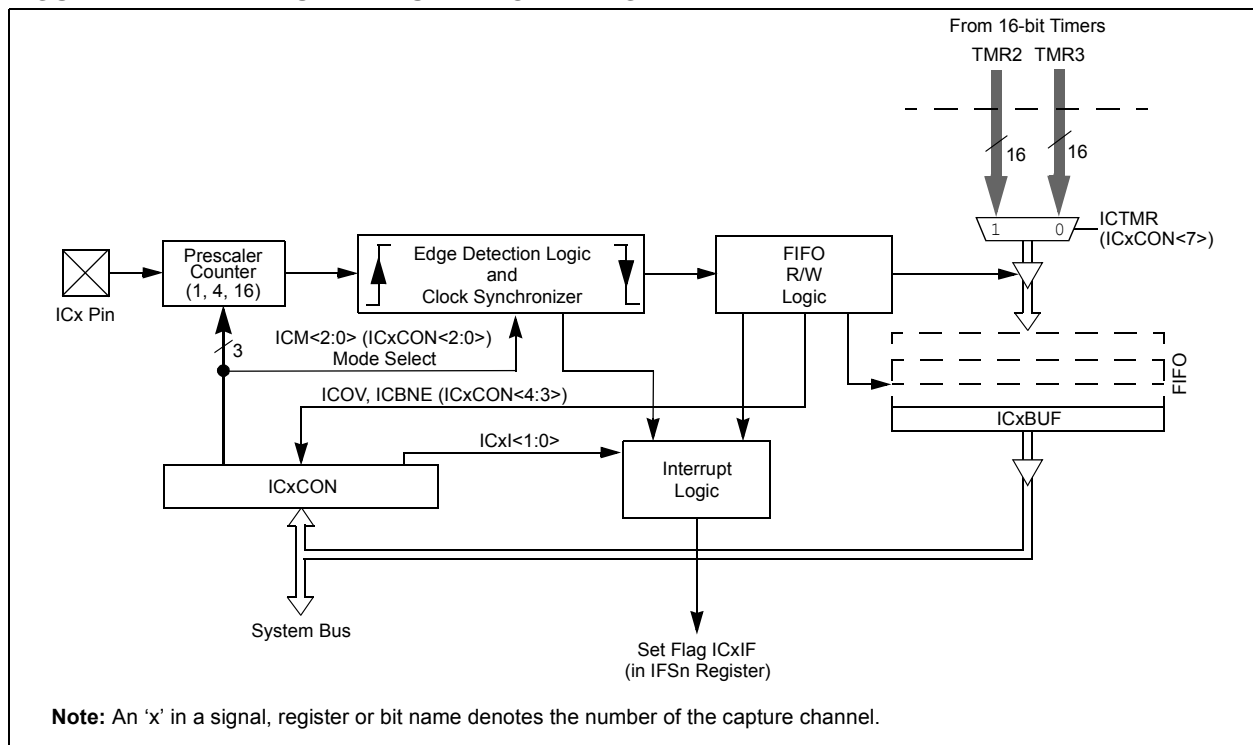 From 16-bit Timers
TMR2 TMR3
16 16
1 0
ICTMR
(ICxCON<7>)
Prescaler
Counter
(1, 4, 16)
Edge Detection Logic
and
Clock Synchronizer
FIFO
R/W
Logic
ICx Pin
3
ICM<2:0> (ICxCON<2:0>)
Mode Select
FIFO
ICOV, ICBNE (ICxCON<4:3>)
ICxBUF
ICxI<1:0>
ICxCON
Interrupt
Logic
System Bus
Set Flag ICxIF
(in IFSn Register)
Note: An ‘x’ in a signal, register or bit name denotes the number of the capture channel.